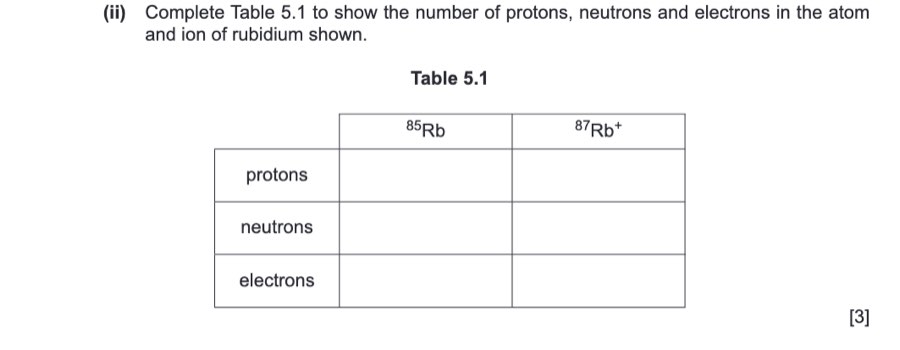 (ii) Complete Table 5.1 to show the number of protons, neutrons and electrons in the atom
and ion of rubidium shown.
Table 5.1
⁸⁵Rb ⁸⁷Rb⁺
protons
neutrons
electrons
[3]